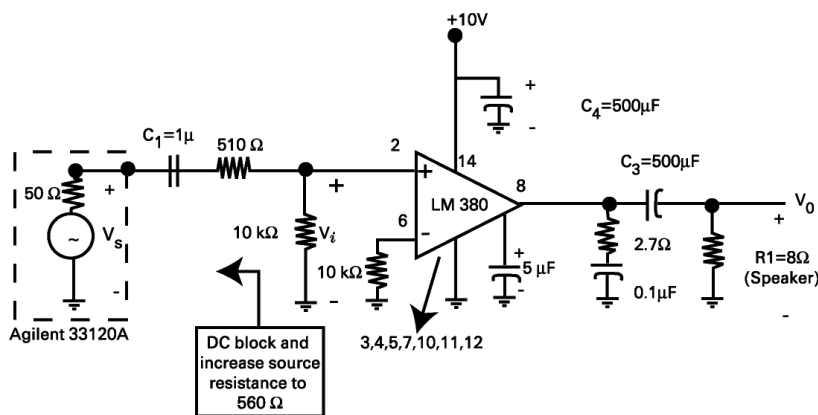 +10V
+
-
C4=500μF
C1=1μ
510 Ω
2
14
+
LM 380
8
C3=500μF
50 Ω
+
~
Vs
-
+
10 kΩ
Vi
-
6
-
10 kΩ
+
5 μF
-
2.7Ω
0.1μF
V0
+
R1=8Ω
(Speaker)
-
Agilent 33120A
DC block and
increase source
resistance to
560 Ω
3,4,5,7,10,11,12